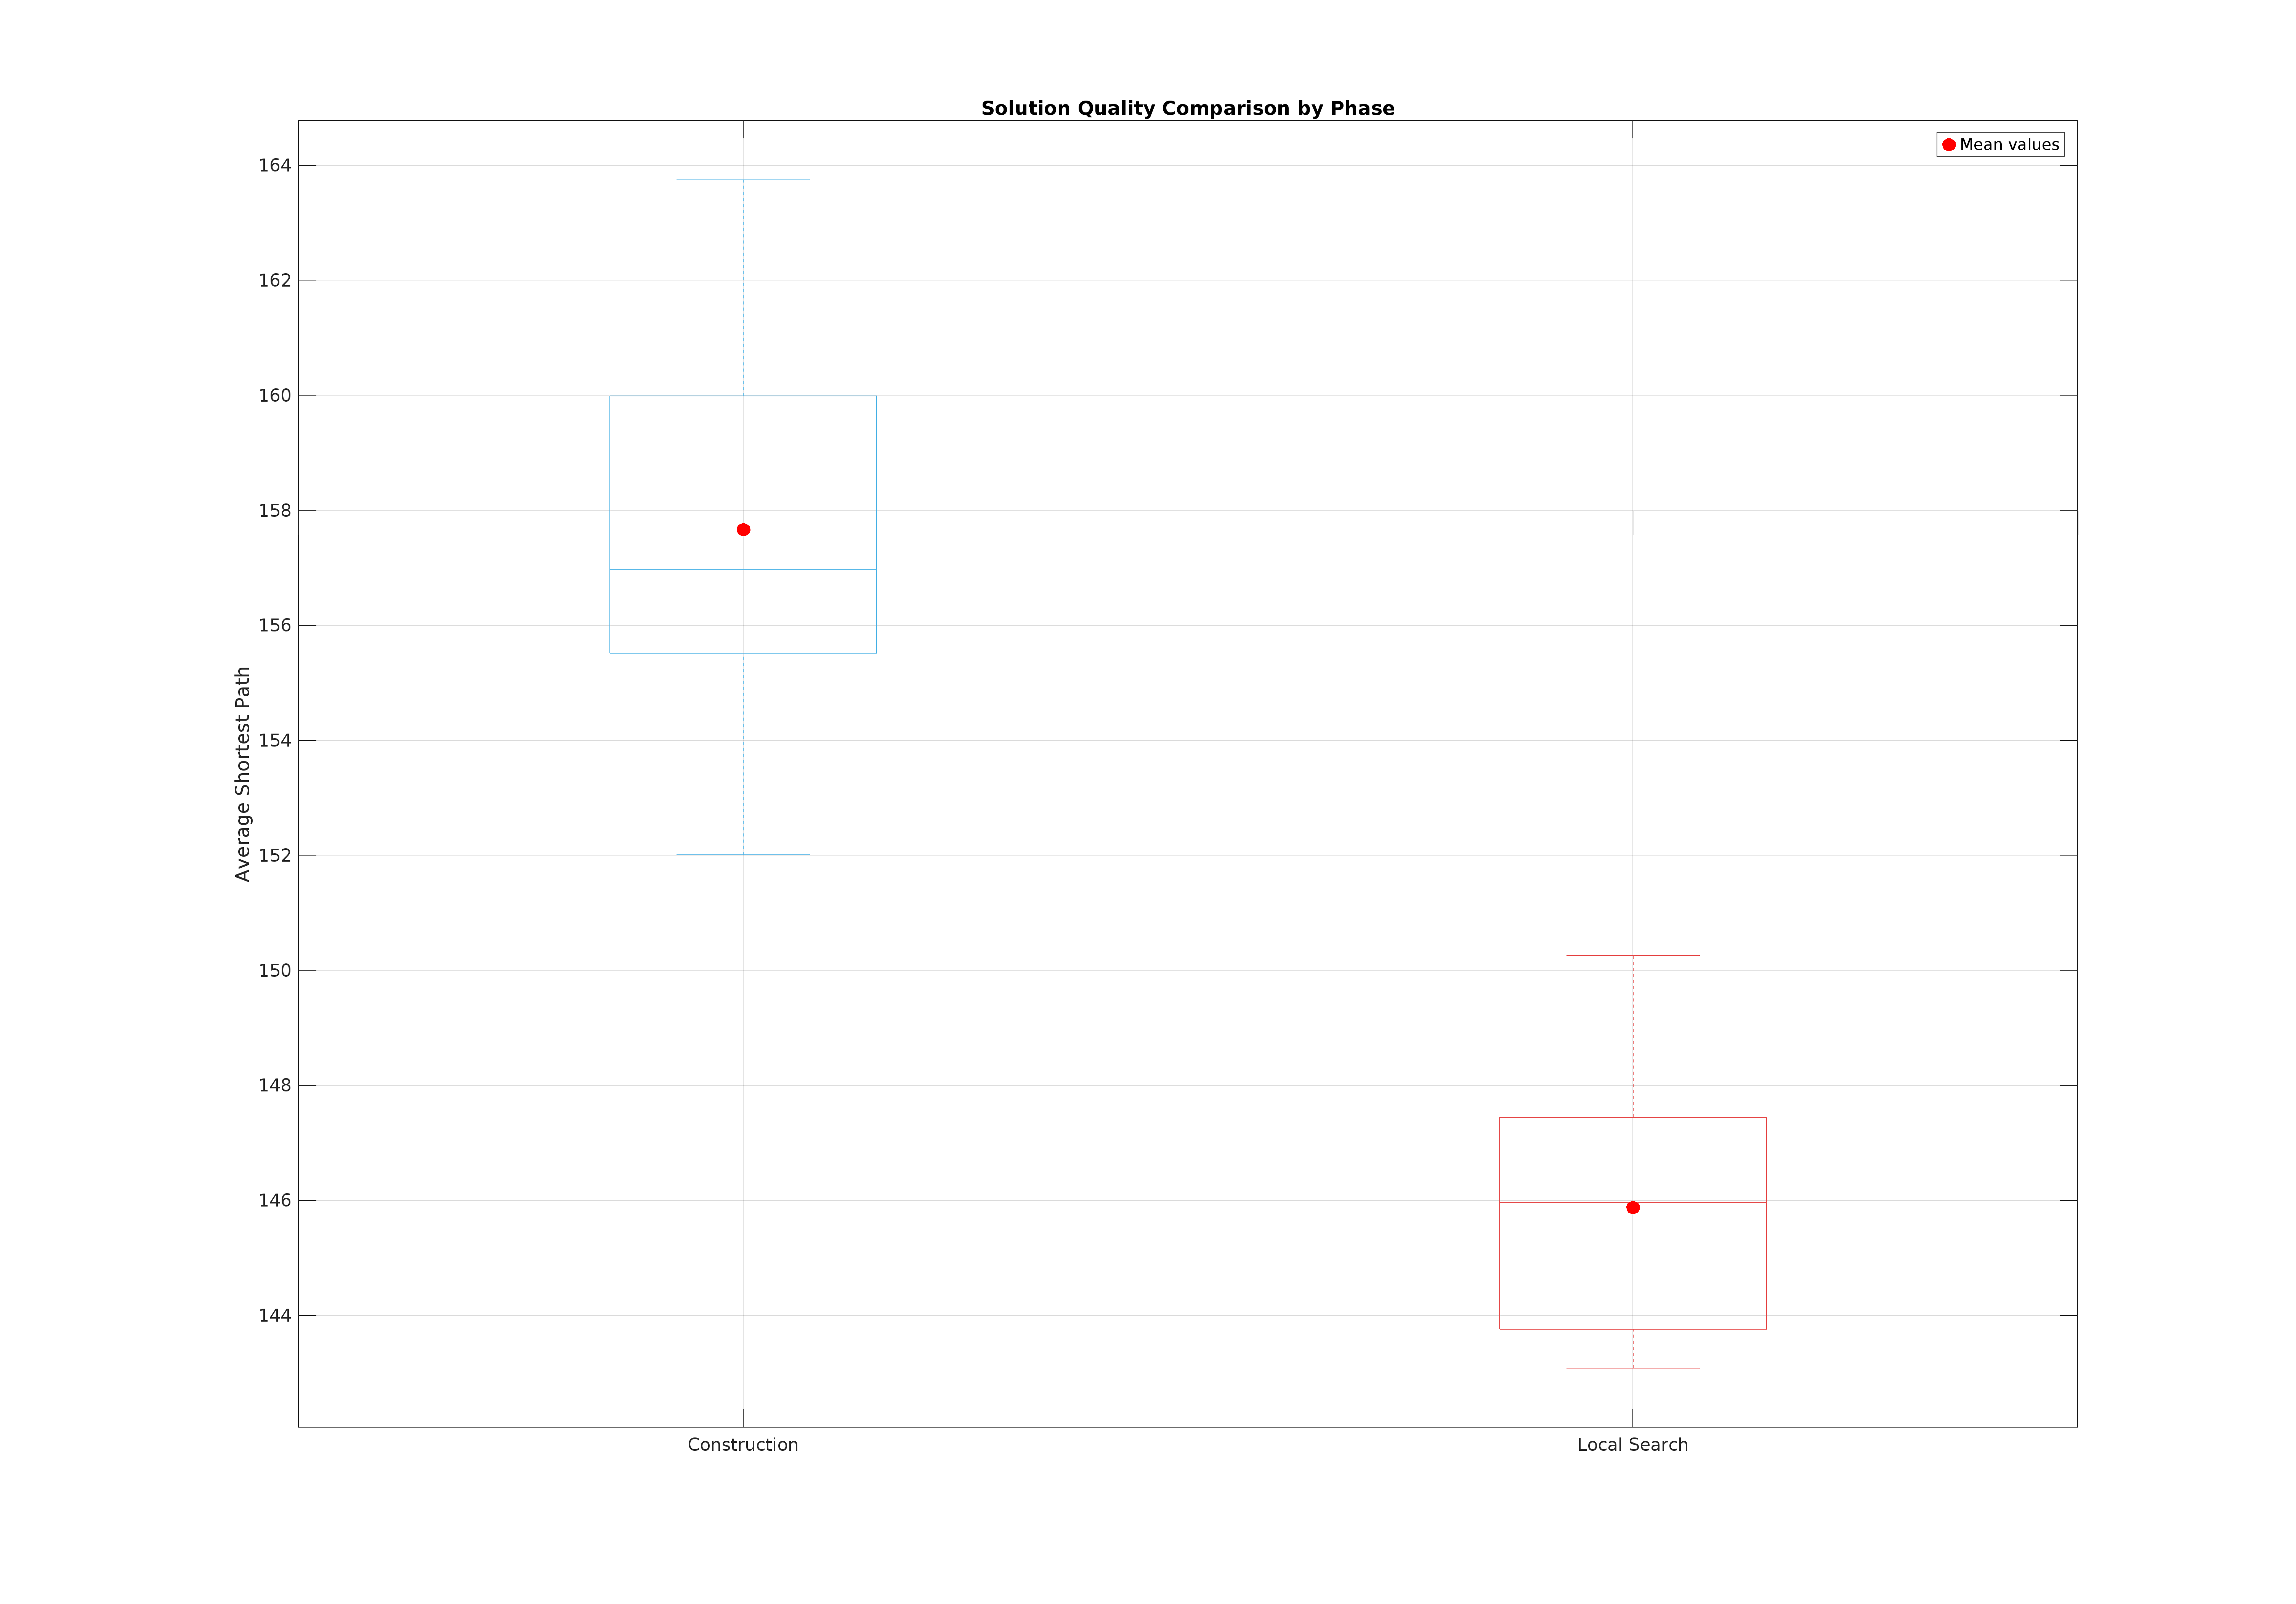 Solution Quality Comparison by Phase
Mean values
164
162
160
158
156
154
152
150
148
146
144
Average Shortest Path
Construction
Local Search